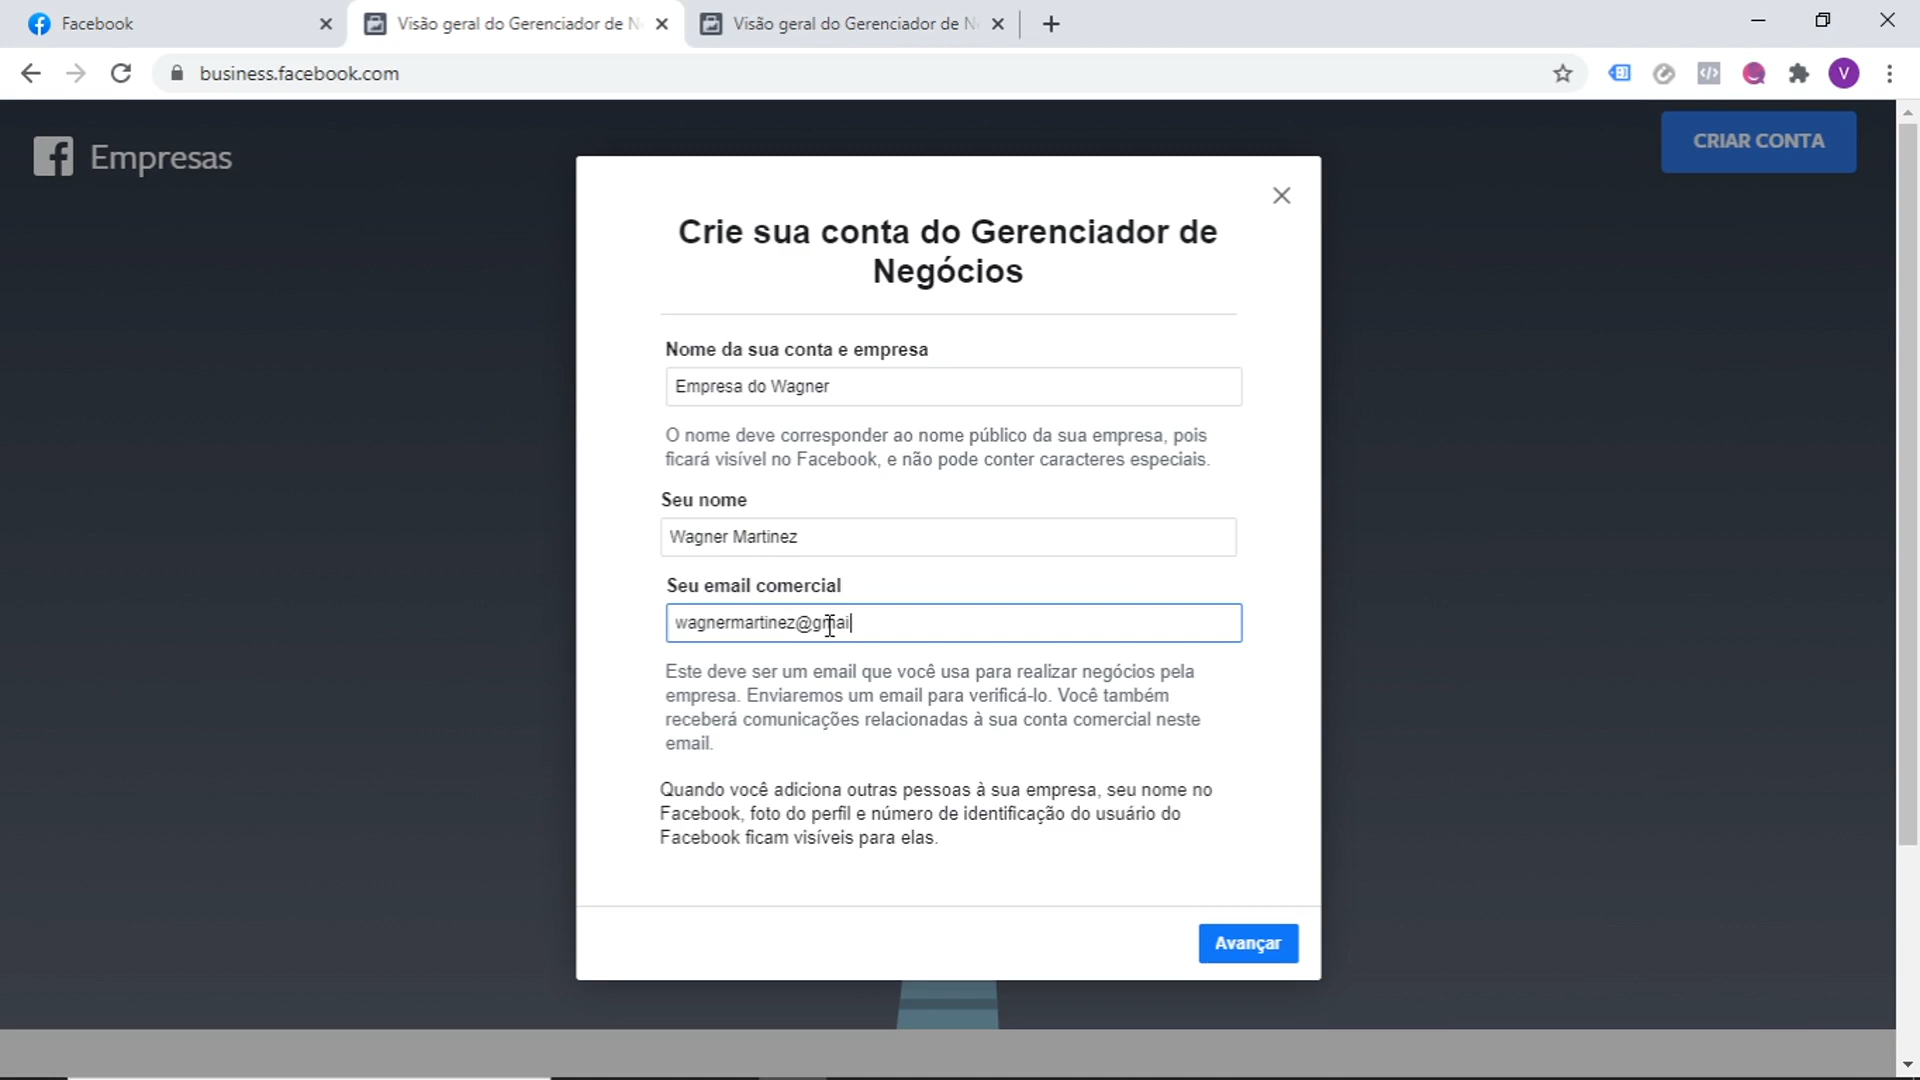 Facebook
Visão geral do Gerenciador de N
Visão geral do Gerenciador de N
business.facebook.com
V
Empresas
CRIAR CONTA
Crie sua conta do Gerenciador de
Negócios
Nome da sua conta e empresa
Empresa do Wagner
O nome deve corresponder ao nome público da sua empresa, pois
ficará visível no Facebook, e não pode conter caracteres especiais.
Seu nome
Wagner Martinez
Seu email comercial
wagnermartinez@gmai
Este deve ser um email que você usa para realizar negócios pela
empresa. Enviaremos um email para verificá-lo. Você também
receberá comunicações relacionadas à sua conta comercial neste
email.
Quando você adiciona outras pessoas à sua empresa, seu nome no
Facebook, foto do perfil e número de identificação do usuário do
Facebook ficam visíveis para elas.
Avançar